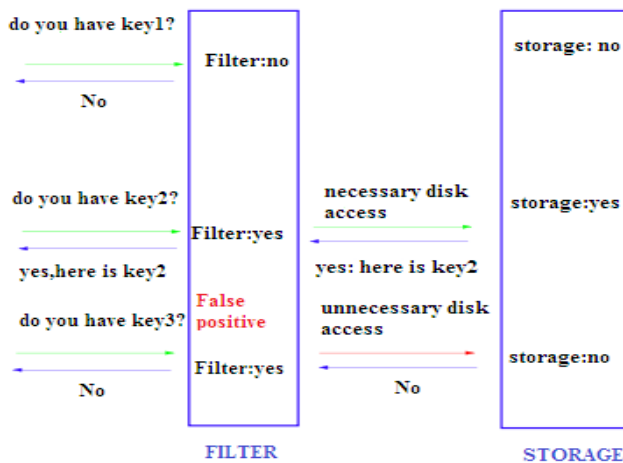 do you have key1?
Filter:no
storage: no
No
do you have key2?
Filter:yes
necessary disk
access
storage:yes
yes,here is key2
yes: here is key2
False
positive
do you have key3?
unnecessary disk
access
Filter:yes
storage:no
No
No
FILTER
STORAGE